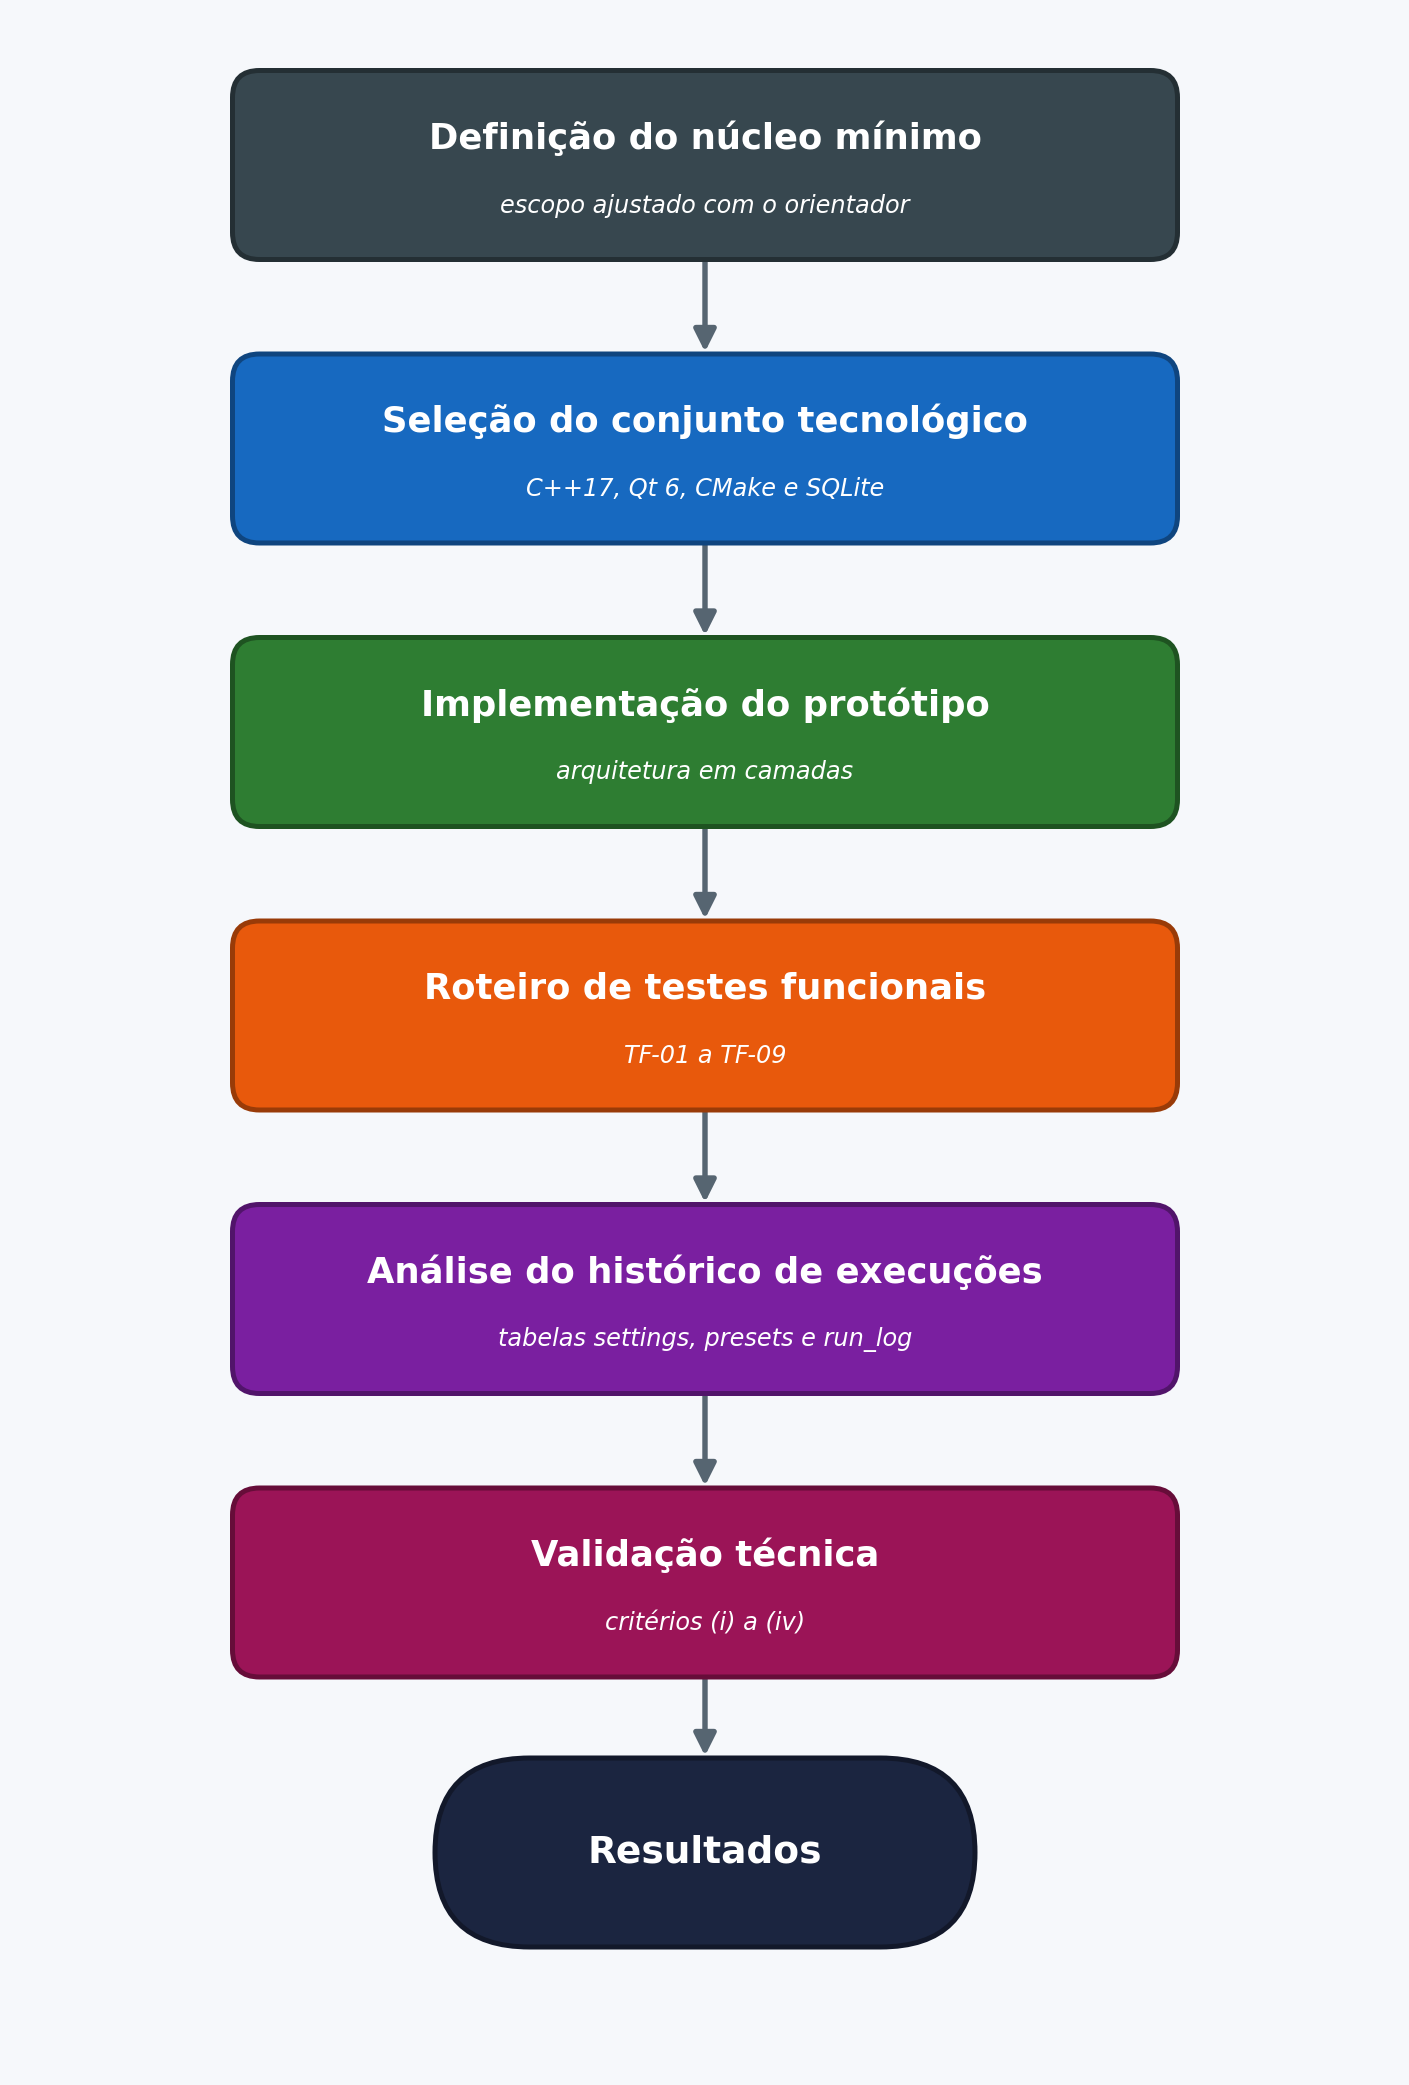 Definição do núcleo mínimo
escopo ajustado com o orientador
Seleção do conjunto tecnológico
C++17, Qt 6, CMake e SQLite
Implementação do protótipo
arquitetura em camadas
Roteiro de testes funcionais
TF-01 a TF-09
Análise do histórico de execuções
tabelas settings, presets e run_log
Validação técnica
critérios (i) a (iv)
Resultados